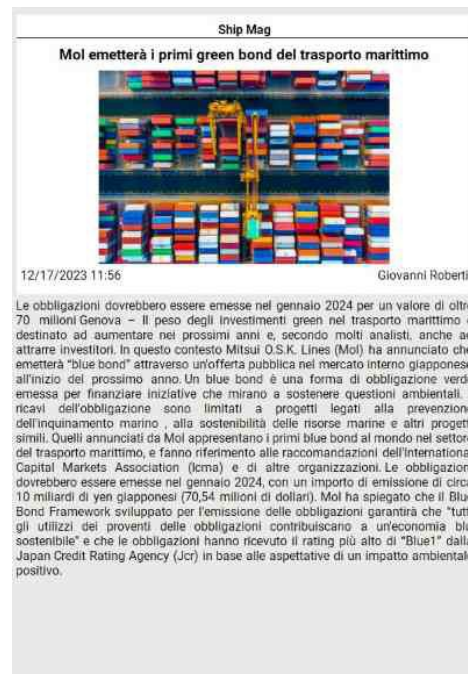 Ship Mag
Mol emetterà i primi green bond del trasporto marittimo
12/17/2023 11:56
Giovanni Roberti
Le obbligazioni dovrebbero essere emesse nel gennaio 2024 per un valore di oltre
70 milioni Genova – Il peso degli investimenti green nel trasporto marittimo
destinato ad aumentare nei prossimi anni e, secondo molti analisti, anche ad
attrarre investitori. In questo contesto Mitsui O.S.K. Lines (Mol) ha annunciato che
emetterà “blue bond” attraverso un’offerta pubblica nel mercato interno giapponese
all’inizio del prossimo anno. Un blue bond è una forma di obbligazione verde
emessa per finanziare iniziative che mirano a sostenere questioni ambientali.
ricavi dell’obbligazione sono limitati a progetti legati alla prevenzione
dell’inquinamento marino , alla sostenibilità delle risorse marine e altri progetti
simili. Quelli annunciati da Mol appresentano i primi blue bond al mondo nel settore
del trasporto marittimo, e fanno riferimento alle raccomandazioni dell’International
Capital Markets Association (Icma) e di altre organizzazioni. Le obbligazioni
dovrebbero essere emesse nel gennaio 2024, con un importo di emissione di circa
10 miliardi di yen giapponesi (70,54 milioni di dollari). Mol ha spiegato che il Blue
Bond Framework sviluppato per l’emissione delle obbligazioni garantirà che “tutti
gli utilizzi dei proventi delle obbligazioni contribuiscano a un’economia blu
sostenibile” e che le obbligazioni hanno ricevuto il rating più alto di “Blue1” dalla
Japan Credit Rating Agency (Jcr) in base alle aspettative di un impatto ambientale
positivo.